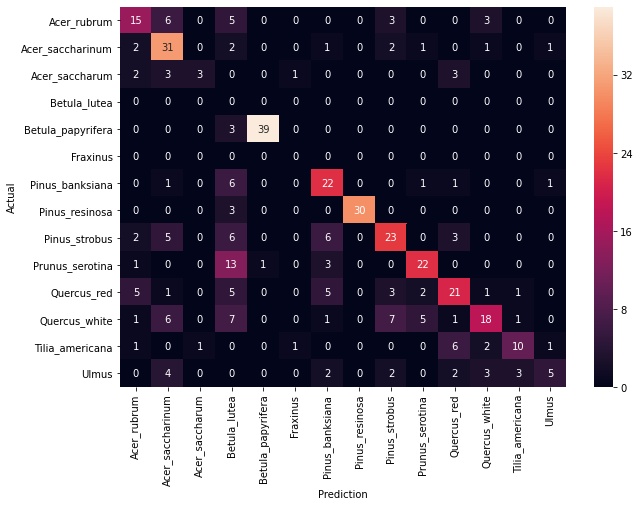 Acer_rubrum 15 6 0 5 0 0 0 0 3 0 0 3 0 0
Acer_saccharinum 2 31 0 2 0 0 1 0 2 1 0 1 0 1
Acer_saccharum 2 3 3 0 0 1 0 0 0 0 3 0 0 0
Betula_lutea 0 0 0 0 0 0 0 0 0 0 0 0 0 0
Betula_papyrifera 0 0 0 3 39 0 0 0 0 0 0 0 0 0
Fraxinus 0 0 0 0 0 0 0 0 0 0 0 0 0 0
Pinus_banksiana 0 1 0 6 0 0 22 0 0 1 1 0 0 1
Pinus_resinosa 0 0 0 3 0 0 0 30 0 0 0 0 0 0
Pinus_strobus 2 5 0 6 0 0 6 0 23 0 3 0 0 0
Prunus_serotina 1 0 0 13 1 0 3 0 0 22 0 0 0 0
Quercus_red 5 1 0 5 0 0 5 0 3 2 21 1 1 0
Quercus_white 1 6 0 7 0 0 1 0 7 5 1 18 1 0
Tilia_americana 1 0 1 0 0 1 0 0 0 0 6 2 10 1
Ulmus 0 4 0 0 0 0 2 0 2 0 2 3 3 5
Actual
Acer_rubrum
Acer_saccharinum
Acer_saccharum
Betula_lutea
Betula_papyrifera
Fraxinus
Pinus_banksiana
Pinus_resinosa
Pinus_strobus
Prunus_serotina
Quercus_red
Quercus_white
Tilia_americana
Ulmus
Prediction
32
24
16
8
0